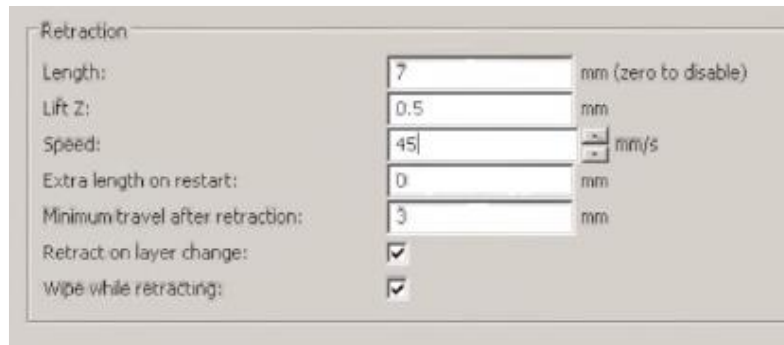 Retraction
Length: 7 mm (zero to disable)
Lift Z: 0.5 mm
Speed: 45 mm/s
Extra length on restart: 0 mm
Minimum travel after retraction: 3 mm
Retract on layer change:
Wipe while retracting: